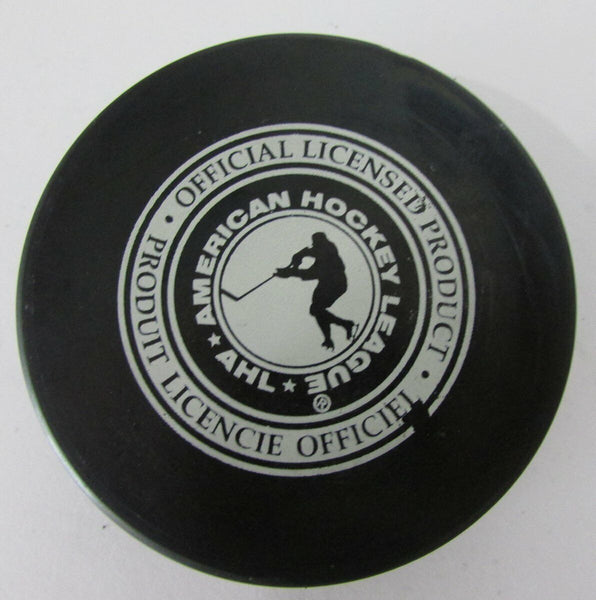 • OFFICIAL LICENSED PRODUCT •
PRODUIT LICENCIE OFFICIEL
AMERICAN HOCKEY LEAGUE ®
★ AHL ★